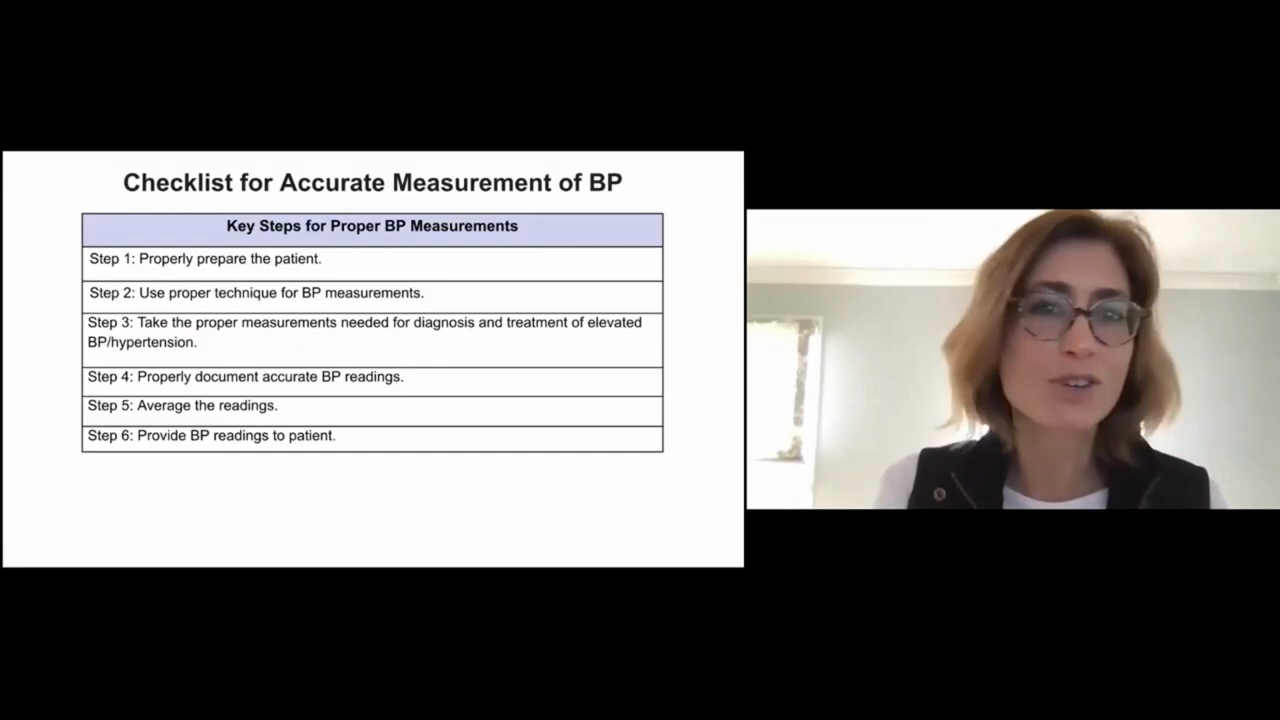 Checklist for Accurate Measurement of BP
Key Steps for Proper BP Measurements
Step 1: Properly prepare the patient.
Step 2: Use proper technique for BP measurements.
Step 3: Take the proper measurements needed for diagnosis and treatment of elevated
BP/hypertension.
Step 4: Properly document accurate BP readings.
Step 5: Average the readings.
Step 6: Provide BP readings to patient.